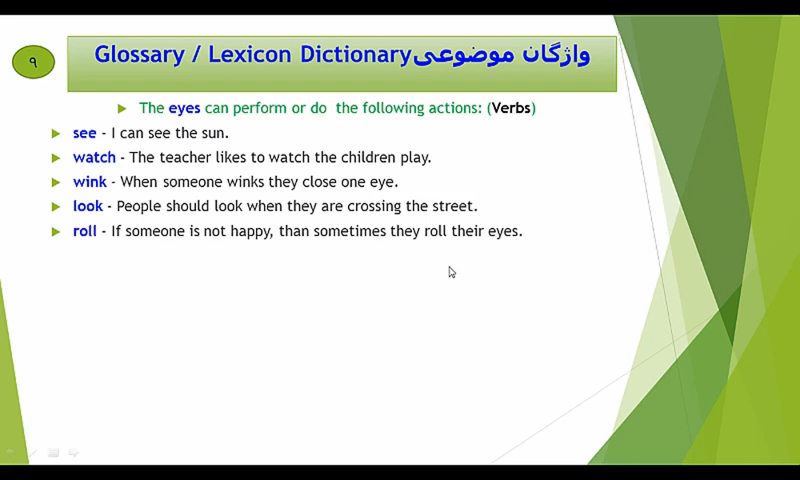 ۹
Glossary / Lexicon Dictionary واژگان موضوعی
The eyes can perform or do the following actions: (Verbs)
see - I can see the sun.
watch - The teacher likes to watch the children play.
wink - When someone winks they close one eye.
look - People should look when they are crossing the street.
roll - If someone is not happy, than sometimes they roll their eyes.